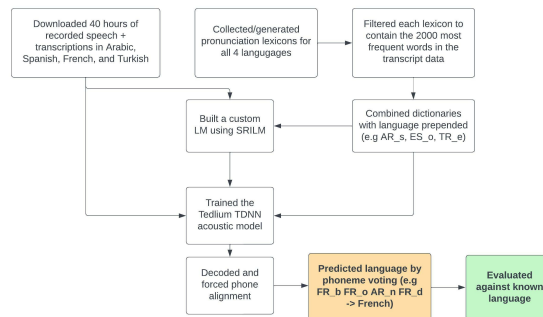 Downloaded 40 hours of
recorded speech +
transcriptions in Arabic,
Spanish, French, and Turkish
Collected/generated
pronunciation lexicons for
all 4 langugages
Filtered each lexicon to
contain the 2000 most
frequent words in the
transcript data
Built a custom
LM using SRILM
Combined dictionaries
with language prepended
(e.g AR_s, ES_o, TR_e)
Trained the
Tedlium TDNN
acoustic model
Decoded and
forced phone
alignment
Predicted language by
phoneme voting (e.g
FR_b FR_o AR_n FR_d
-> French)
Evaluated
against known
language